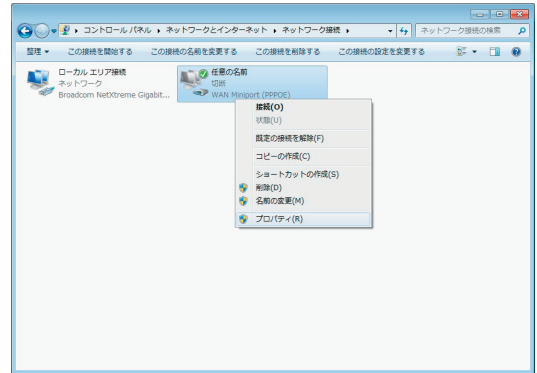 コントロール パネル ▸ ネットワークとインターネット ▸ ネットワーク接続 ▸
ネットワーク接続の検索
整理 ▼ この接続を開始する この接続の名前を変更する この接続を削除する この接続の設定を変更する
ローカル エリア接続
ネットワーク
Broadcom NetXtreme Gigabit...
任意の名前
切断
WAN Miniport (PPPOE)
接続(O)
状態(U)
既定の接続を解除(F)
コピーの作成(C)
ショートカットの作成(S)
削除(D)
名前の変更(M)
プロパティ(R)